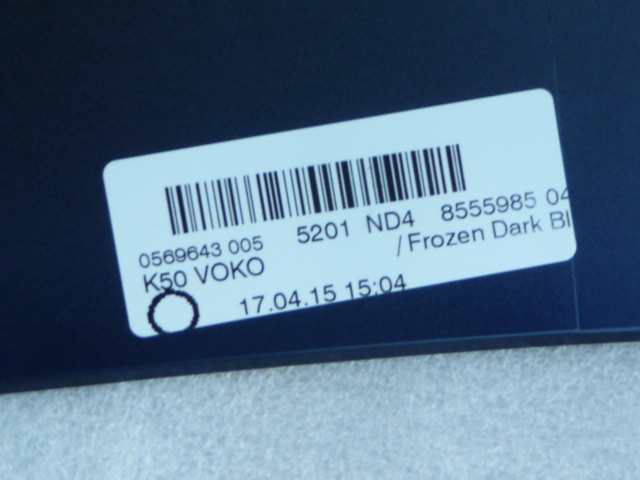 0569643 005 5201 ND4 8555985 04
K50 VOKO / Frozen Dark Bl
17.04.15 15:04